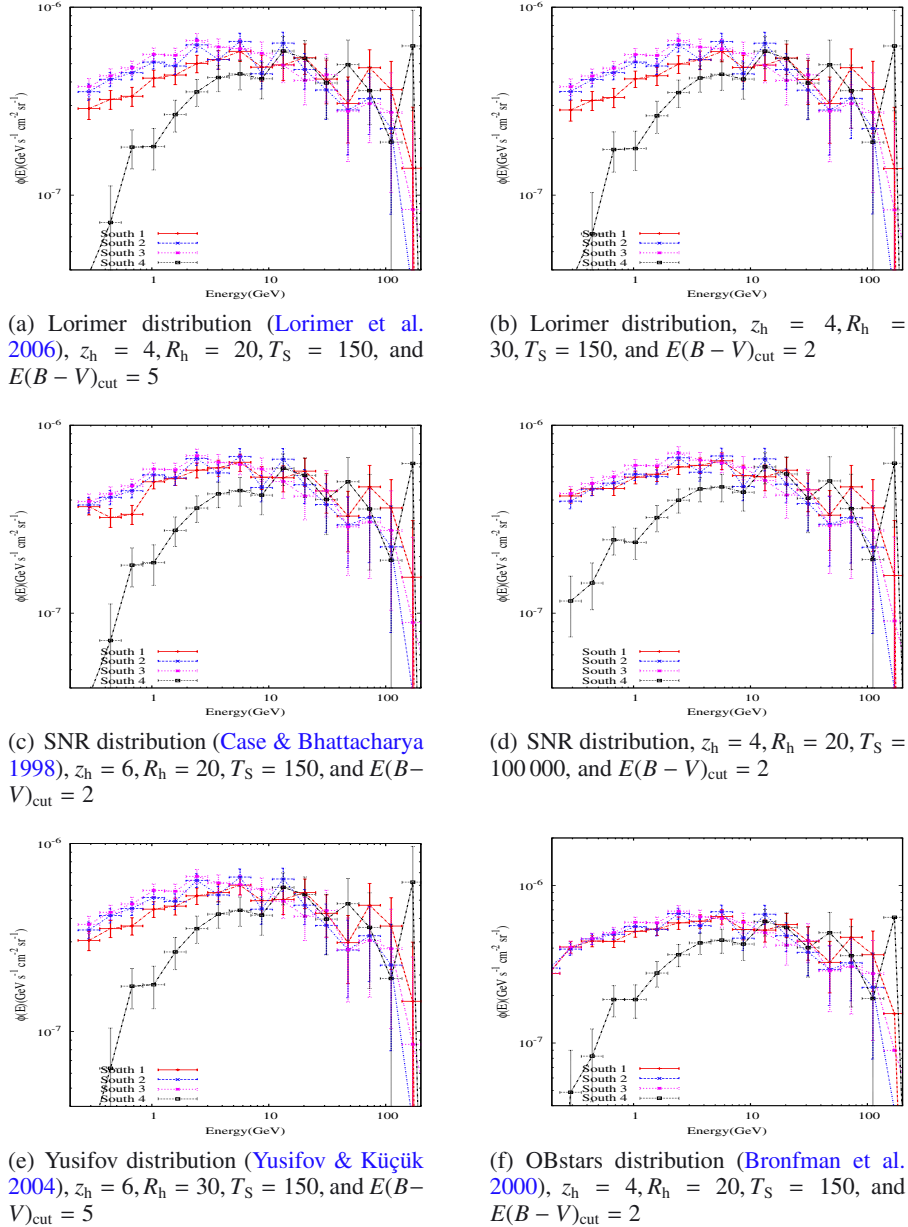 10⁻⁶
10⁻⁷
ϕ(E)(GeV s⁻¹ cm⁻² sr⁻¹)
South 1
South 2
South 3
South 4
1 10 100
Energy(GeV)
10⁻⁶
10⁻⁷
ϕ(E)(GeV s⁻¹ cm⁻² sr⁻¹)
South 1
South 2
South 3
South 4
1 10 100
Energy(GeV)
(a) Lorimer distribution (Lorimer et al.
2006), z_h = 4, R_h = 20, T_S = 150, and
E(B − V)_cut = 5
(b) Lorimer distribution, z_h = 4, R_h =
30, T_S = 150, and E(B − V)_cut = 2
10⁻⁶
10⁻⁷
ϕ(E)(GeV s⁻¹ cm⁻² sr⁻¹)
South 1
South 2
South 3
South 4
1 10 100
Energy(GeV)
10⁻⁶
10⁻⁷
ϕ(E)(GeV s⁻¹ cm⁻² sr⁻¹)
South 1
South 2
South 3
South 4
1 10 100
Energy(GeV)
(c) SNR distribution (Case & Bhattacharya
1998), z_h = 6, R_h = 20, T_S = 150, and E(B−
V)_cut = 2
(d) SNR distribution, z_h = 4, R_h = 20, T_S =
100 000, and E(B − V)_cut = 2
10⁻⁶
10⁻⁷
ϕ(E)(GeV s⁻¹ cm⁻² sr⁻¹)
South 1
South 2
South 3
South 4
1 10 100
Energy(GeV)
10⁻⁶
10⁻⁷
ϕ(E)(GeV s⁻¹ cm⁻² sr⁻¹)
South 1
South 2
South 3
South 4
1 10 100
Energy(GeV)
(e) Yusifov distribution (Yusifov & Küçük
2004), z_h = 6, R_h = 30, T_S = 150, and E(B−
V)_cut = 5
(f) OBstars distribution (Bronfman et al.
2000), z_h = 4, R_h = 20, T_S = 150, and
E(B − V)_cut = 2